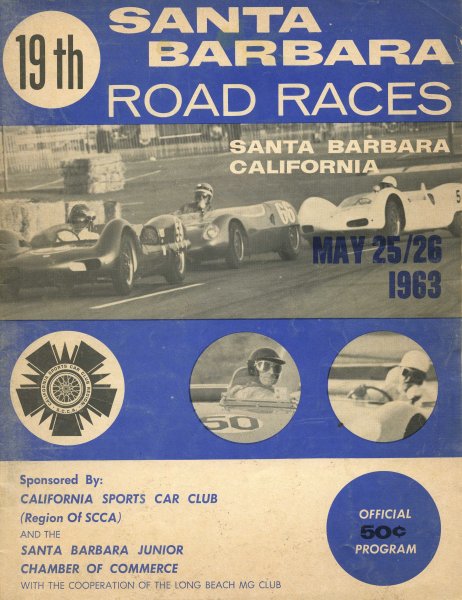 19th
SANTA
BARBARA
ROAD RACES
SANTA BARBARA
CALIFORNIA
MAY 25/26
1963
50
Sponsored By:
CALIFORNIA SPORTS CAR CLUB
(Region Of SCCA)
AND THE
SANTA BARBARA JUNIOR
CHAMBER OF COMMERCE
WITH THE COOPERATION OF THE LONG BEACH MG CLUB
OFFICIAL
50¢
PROGRAM